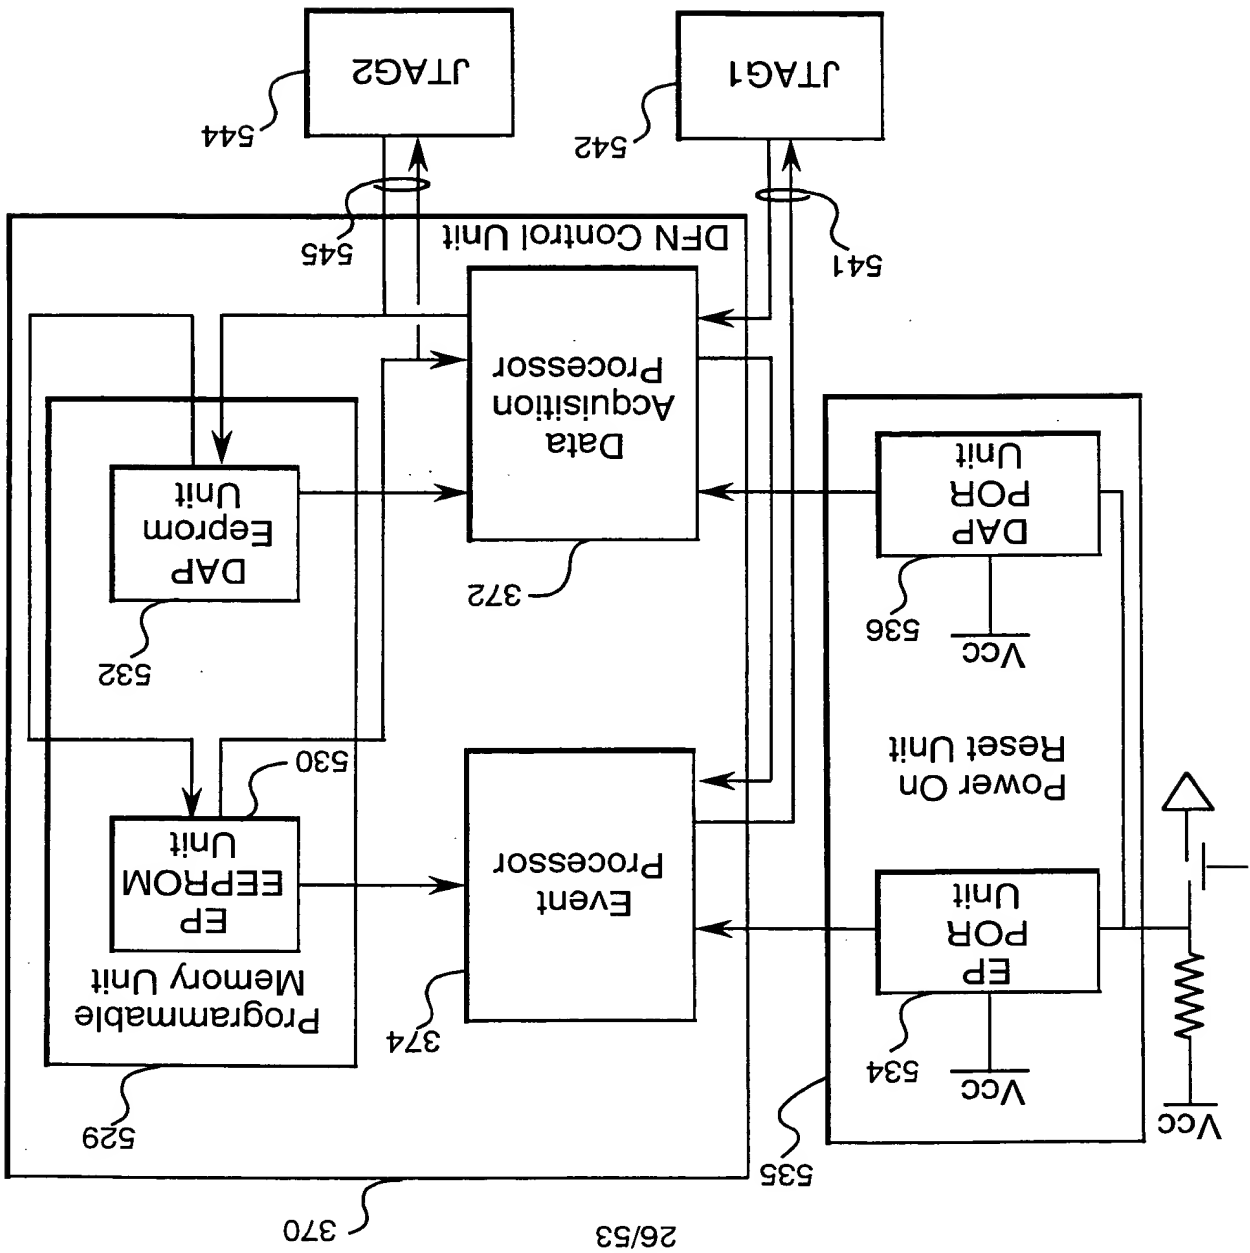 26/53
370
535
Vcc
Vcc
534
EP
POR
Unit
Power On
Reset Unit
Vcc
536
DAP
POR
Unit
529
Programmable
Memory Unit
EP
EEPROM
Unit
530
532
DAP
Eeprom
Unit
374
Event
Processor
372
Data
Acquisition
Processor
DFN Control Unit
541
545
542
JTAG1
544
JTAG2